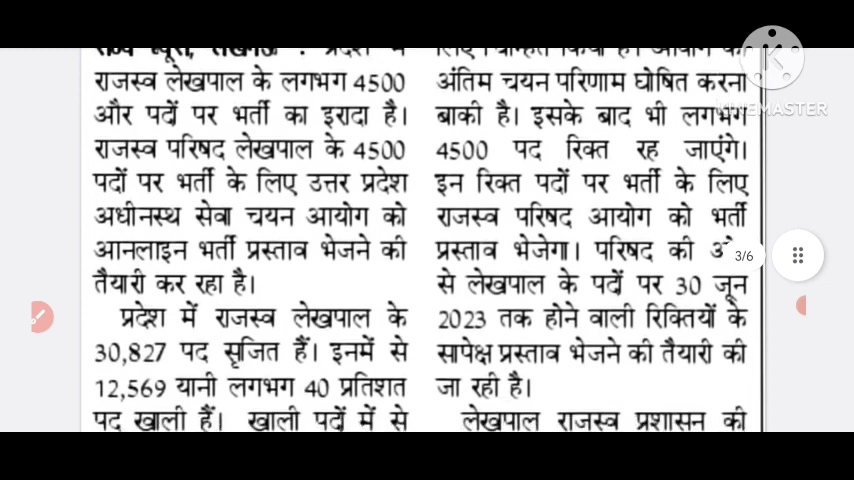 राज्य ब्यूरो, लखनऊ : प्रदेश में
राजस्व लेखपाल के लगभग 4500
और पदों पर भर्ती का इरादा है।
राजस्व परिषद लेखपाल के 4500
पदों पर भर्ती के लिए उत्तर प्रदेश
अधीनस्थ सेवा चयन आयोग को
आनलाइन भर्ती प्रस्ताव भेजने की
तैयारी कर रहा है।
प्रदेश में राजस्व लेखपाल के
30,827 पद सृजित हैं। इनमें से
12,569 यानी लगभग 40 प्रतिशत
पद खाली हैं। खाली पदों में से
लिए चिन्हित किया है। आयोग को
अंतिम चयन परिणाम घोषित करना
बाकी है। इसके बाद भी लगभग
4500 पद रिक्त रह जाएंगे।
इन रिक्त पदों पर भर्ती के लिए
राजस्व परिषद आयोग को भर्ती
प्रस्ताव भेजेगा। परिषद की
से लेखपाल के पदों पर 30 जून
2023 तक होने वाली रिक्तियों के
सापेक्ष प्रस्ताव भेजने की तैयारी की
जा रही है।
लेखपाल राजस्व प्रशासन की
3/6
KINEMASTER